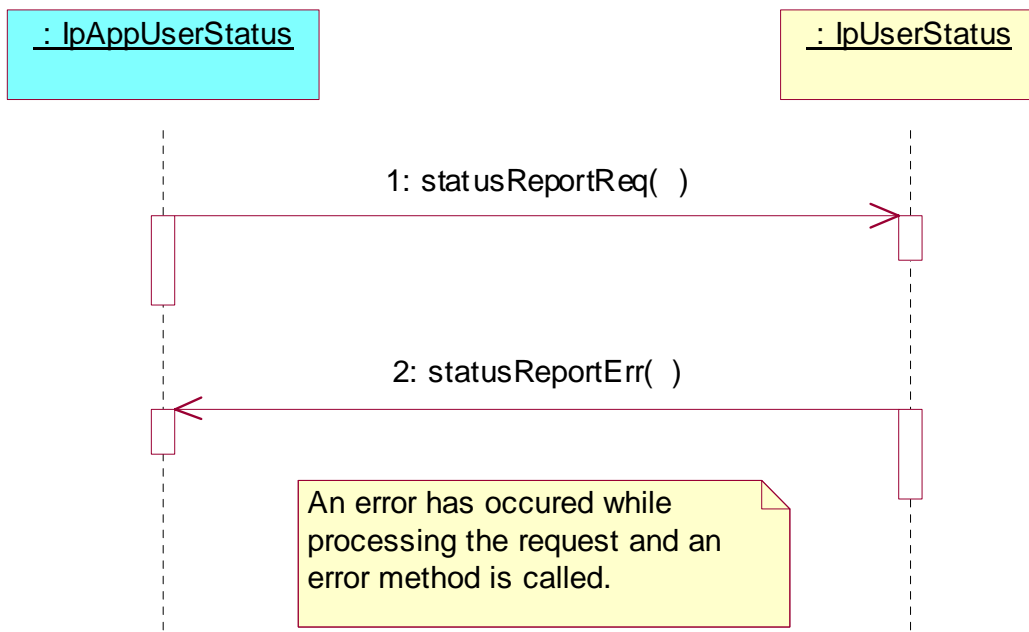 : IpAppUserStatus
: IpUserStatus
1: statusReportReq( )
2: statusReportErr( )
An error has occured while
processing the request and an
error method is called.